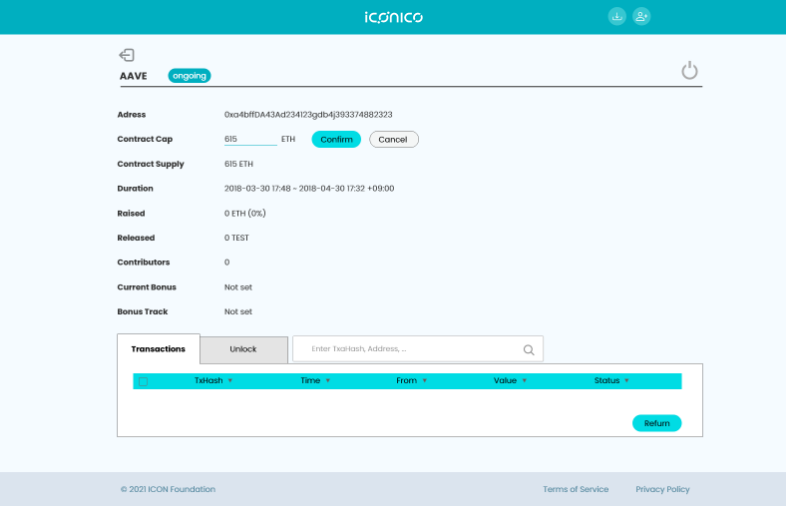 icónico
AAVE ongoing
Adress 0xa4bffDA43Ad234123gdb4j393374882323
Contract Cap 615 ETH Confirm Cancel
Contract Supply 615 ETH
Duration 2018-03-30 17:48 ~ 2018-04-30 17:32 +09:00
Raised 0 ETH (0%)
Released 0 TEST
Contributors 0
Current Bonus Not set
Bonus Track Not set
Transactions Unlock Enter TxaHash, Address, ...
TxHash Time From Value Status
Refurn
© 2021 ICON Foundation Terms of Service Privacy Policy